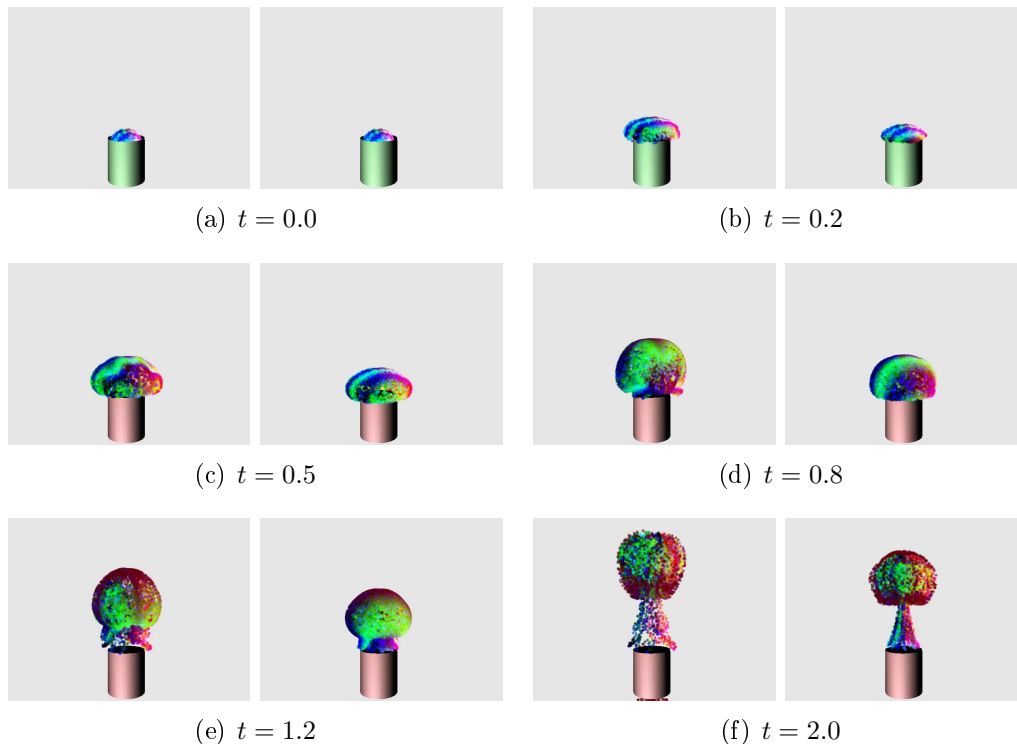 (a) t = 0.0
(b) t = 0.2
(c) t = 0.5
(d) t = 0.8
(e) t = 1.2
(f) t = 2.0